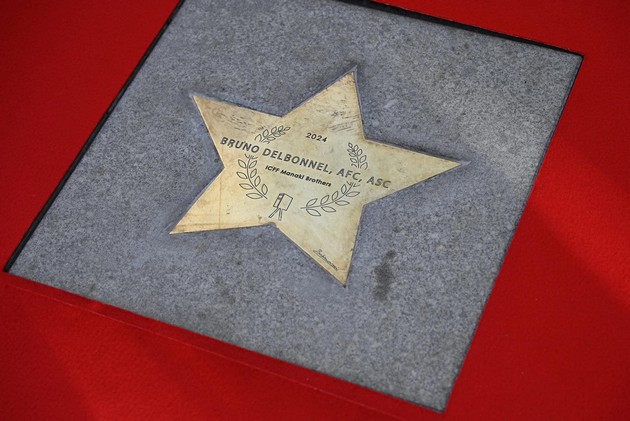 2024
BRUNO DELBONNEL, AFC, ASC
ICFF Manaki Brothers